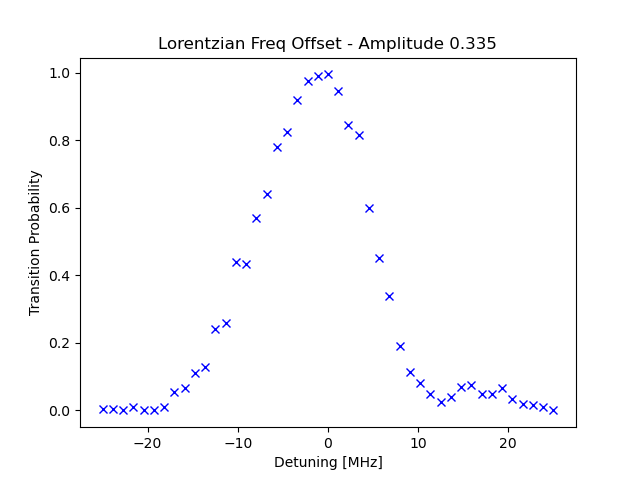 Lorentzian Freq Offset - Amplitude 0.335
1.0
0.8
0.6
0.4
0.2
0.0
Transition Probability
−20 −10 0 10 20
Detuning [MHz]